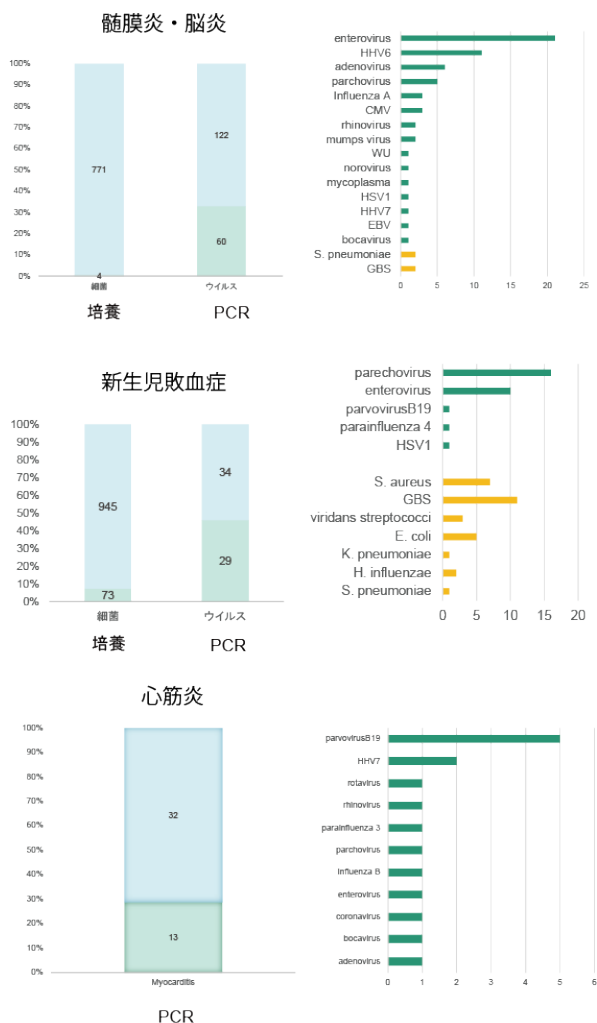 髄膜炎・脳炎
100%
90%
80%
70%
60%
50%
40%
30%
20%
10%
0%
771
4
122
60
細菌
ウイルス
培養
PCR
enterovirus
HHV6
adenovirus
parchovirus
Influenza A
CMV
rhinovirus
mumps virus
WU
norovirus
mycoplasma
HSV1
HHV7
EBV
bocavirus
S. pneumoniae
GBS
0 5 10 15 20 25
新生児敗血症
100%
90%
80%
70%
60%
50%
40%
30%
20%
10%
0%
945
73
34
29
細菌
ウイルス
培養
PCR
parechovirus
enterovirus
parvovirusB19
parainfluenza 4
HSV1
S. aureus
GBS
viridans streptococci
E. coli
K. pneumoniae
H. influenzae
S. pneumoniae
0 5 10 15 20
心筋炎
100%
90%
80%
70%
60%
50%
40%
30%
20%
10%
0%
32
13
Myocarditis
PCR
parvovirusB19
HHV7
rotavirus
rhinovirus
parainfluenza 3
parchovirus
Influenza B
enterovirus
coronavirus
bocavirus
adenovirus
0 1 2 3 4 5 6